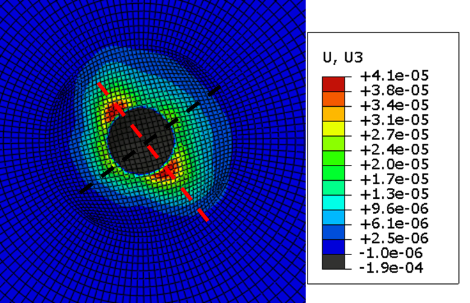 U, U3
+4.1e-05
+3.8e-05
+3.4e-05
+3.1e-05
+2.7e-05
+2.4e-05
+2.0e-05
+1.7e-05
+1.3e-05
+9.6e-06
+6.1e-06
+2.5e-06
-1.0e-06
-1.9e-04